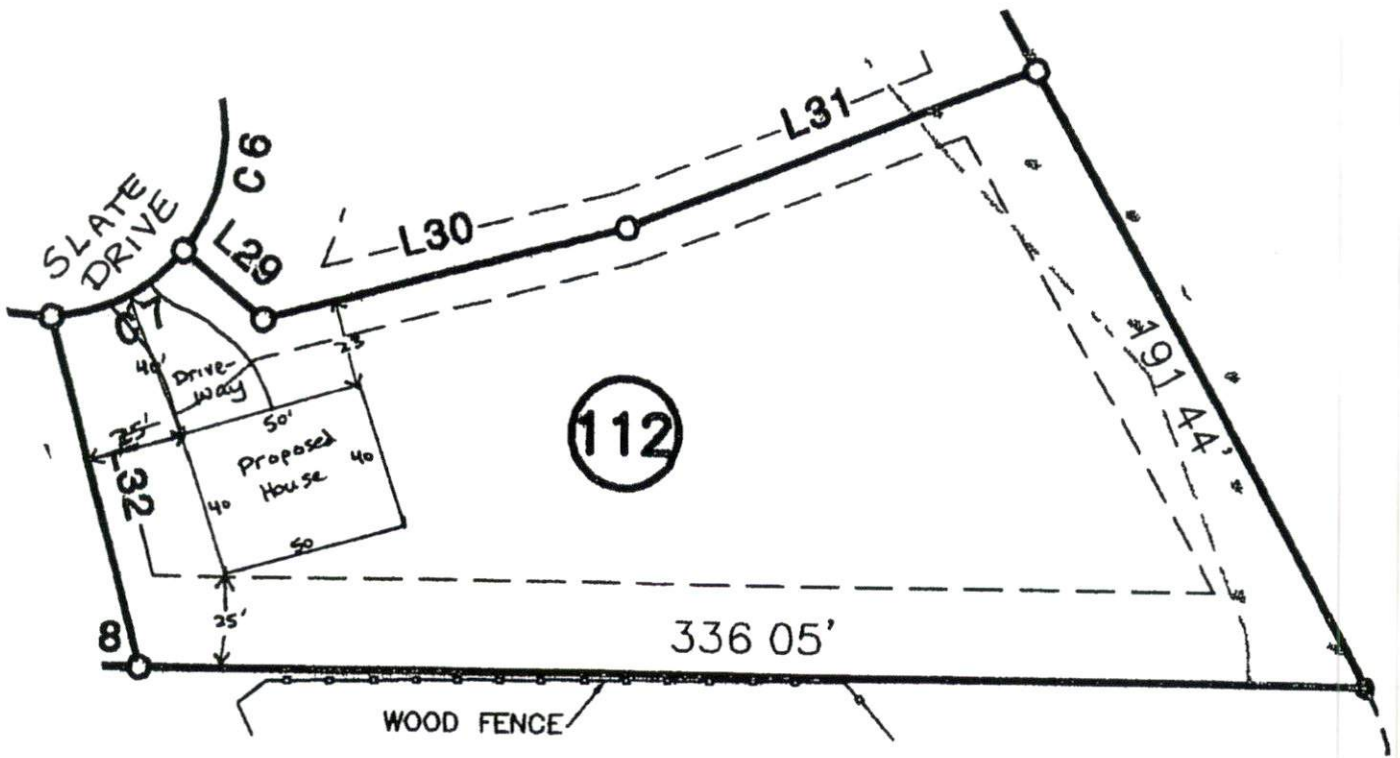 SLATE
DRIVE
C 6
L29
L30
L31
C7
40'
Drive-
way
25'
50'
Proposed
House
40
40
50
25'
L32
25'
112
191 44'
8
336 05'
WOOD FENCE